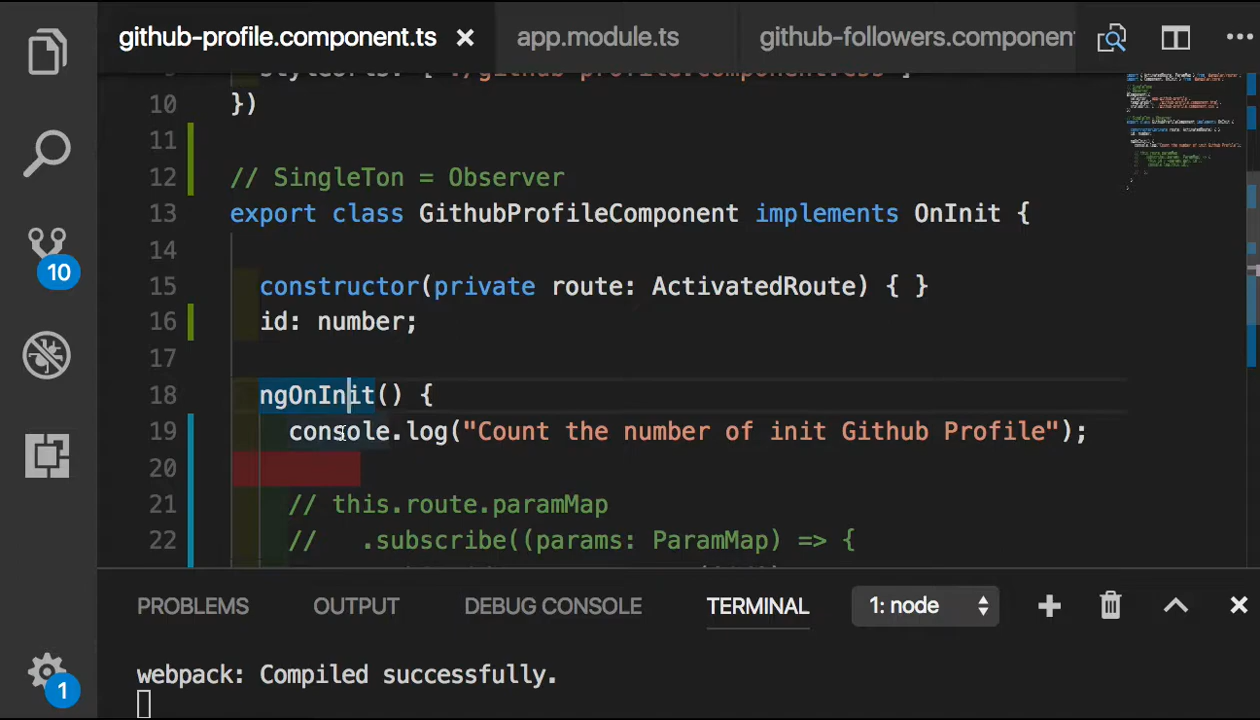 github-profile.component.ts
app.module.ts
github-followers.component
10 })
11
12 // SingleTon = Observer
13 export class GithubProfileComponent implements OnInit {
14
15 constructor(private route: ActivatedRoute) { }
16 id: number;
17
18 ngOnInit() {
19 console.log("Count the number of init Github Profile");
20
21 // this.route.paramMap
22 // .subscribe((params: ParamMap) => {
10
1
PROBLEMS OUTPUT DEBUG CONSOLE TERMINAL 1: node
webpack: Compiled successfully.